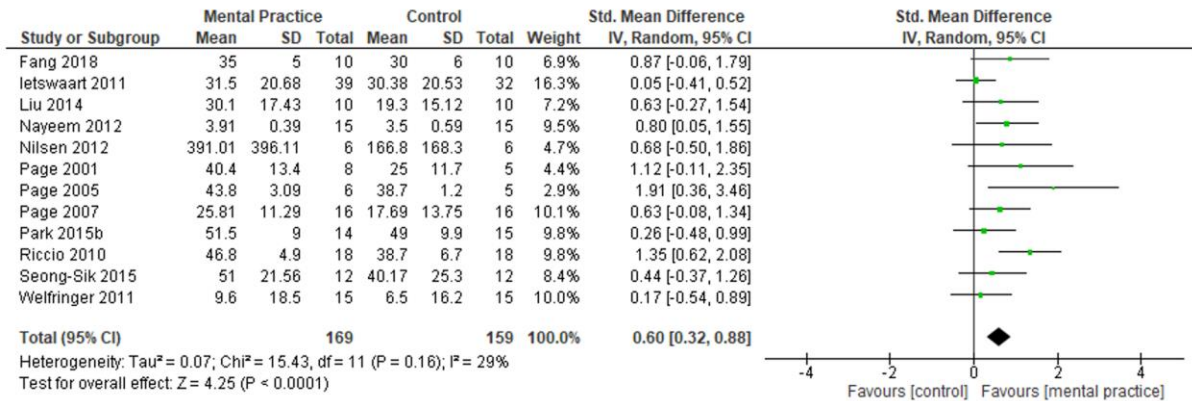 Mental Practice Control Std. Mean Difference Std. Mean Difference
Study or Subgroup Mean SD Total Mean SD Total Weight IV, Random, 95% CI IV, Random, 95% CI
Fang 2018 35 5 10 30 6 10 6.9% 0.87 [-0.06, 1.79]
Ietswaart 2011 31.5 20.68 39 30.38 20.53 32 16.3% 0.05 [-0.41, 0.52]
Liu 2014 30.1 17.43 10 19.3 15.12 10 7.2% 0.63 [-0.27, 1.54]
Nayeem 2012 3.91 0.39 15 3.5 0.59 15 9.5% 0.80 [0.05, 1.55]
Nilsen 2012 391.01 396.11 6 166.8 168.3 6 4.7% 0.68 [-0.50, 1.86]
Page 2001 40.4 13.4 8 25 11.7 5 4.4% 1.12 [-0.11, 2.35]
Page 2005 43.8 3.09 6 38.7 1.2 5 2.9% 1.91 [0.36, 3.46]
Page 2007 25.81 11.29 16 17.69 13.75 16 10.1% 0.63 [-0.08, 1.34]
Park 2015b 51.5 9 14 49 9.9 15 9.8% 0.26 [-0.48, 0.99]
Riccio 2010 46.8 4.9 18 38.7 6.7 18 9.8% 1.35 [0.62, 2.08]
Seong-Sik 2015 51 21.56 12 40.17 25.3 12 8.4% 0.44 [-0.37, 1.26]
Welfringer 2011 9.6 18.5 15 6.5 16.2 15 10.0% 0.17 [-0.54, 0.89]
Total (95% CI) 169 159 100.0% 0.60 [0.32, 0.88]
Heterogeneity: Tau² = 0.07; Chi² = 15.43, df = 11 (P = 0.16); I² = 29%
Test for overall effect: Z = 4.25 (P < 0.0001)
-4 -2 0 2 4
Favours [control] Favours [mental practice]